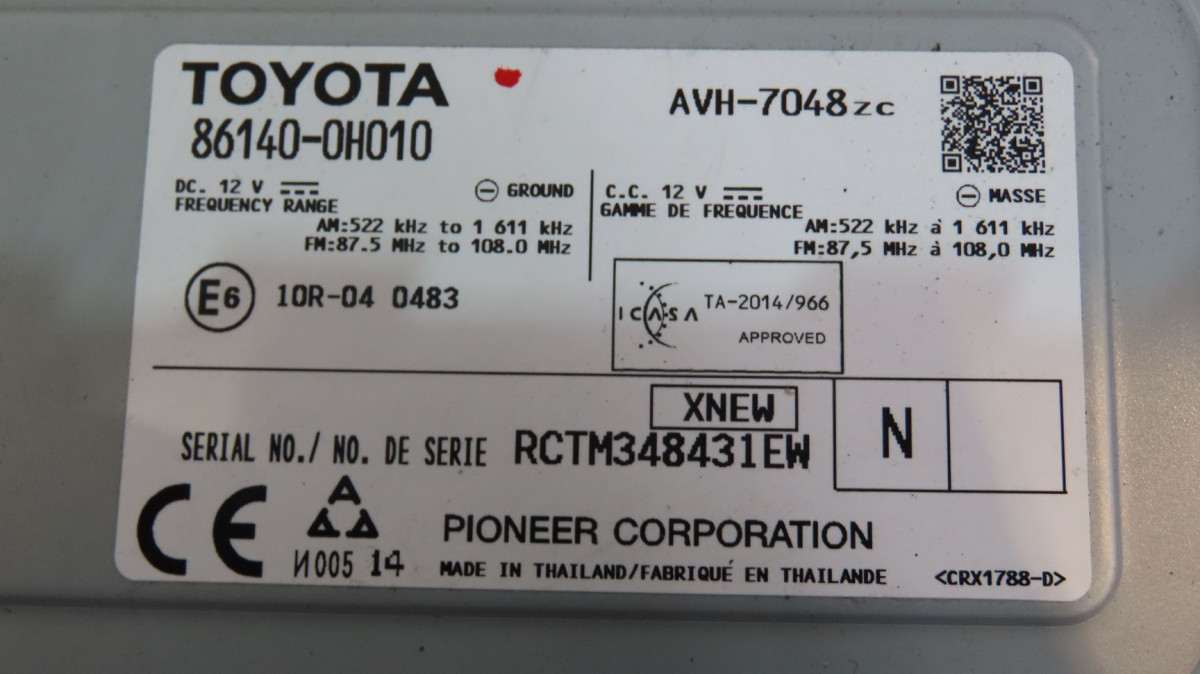 TOYOTA
86140-0H010
AVH-7048zc
DC. 12 V
GROUND
FREQUENCY RANGE
AM:522 kHz to 1 611 kHz
FM:87.5 MHz to 108.0 MHz
C.C. 12 V
MASSE
GAMME DE FREQUENCE
AM:522 kHz à 1 611 kHz
FM:87,5 MHz à 108,0 MHz
E6 10R-04 0483
ICASA TA-2014/966
APPROVED
XNEW
N
SERIAL NO./ NO. DE SERIE RCTM348431EW
CE
И005 14
PIONEER CORPORATION
MADE IN THAILAND/FABRIQUÉ EN THAILANDE
<CRX1788-D>